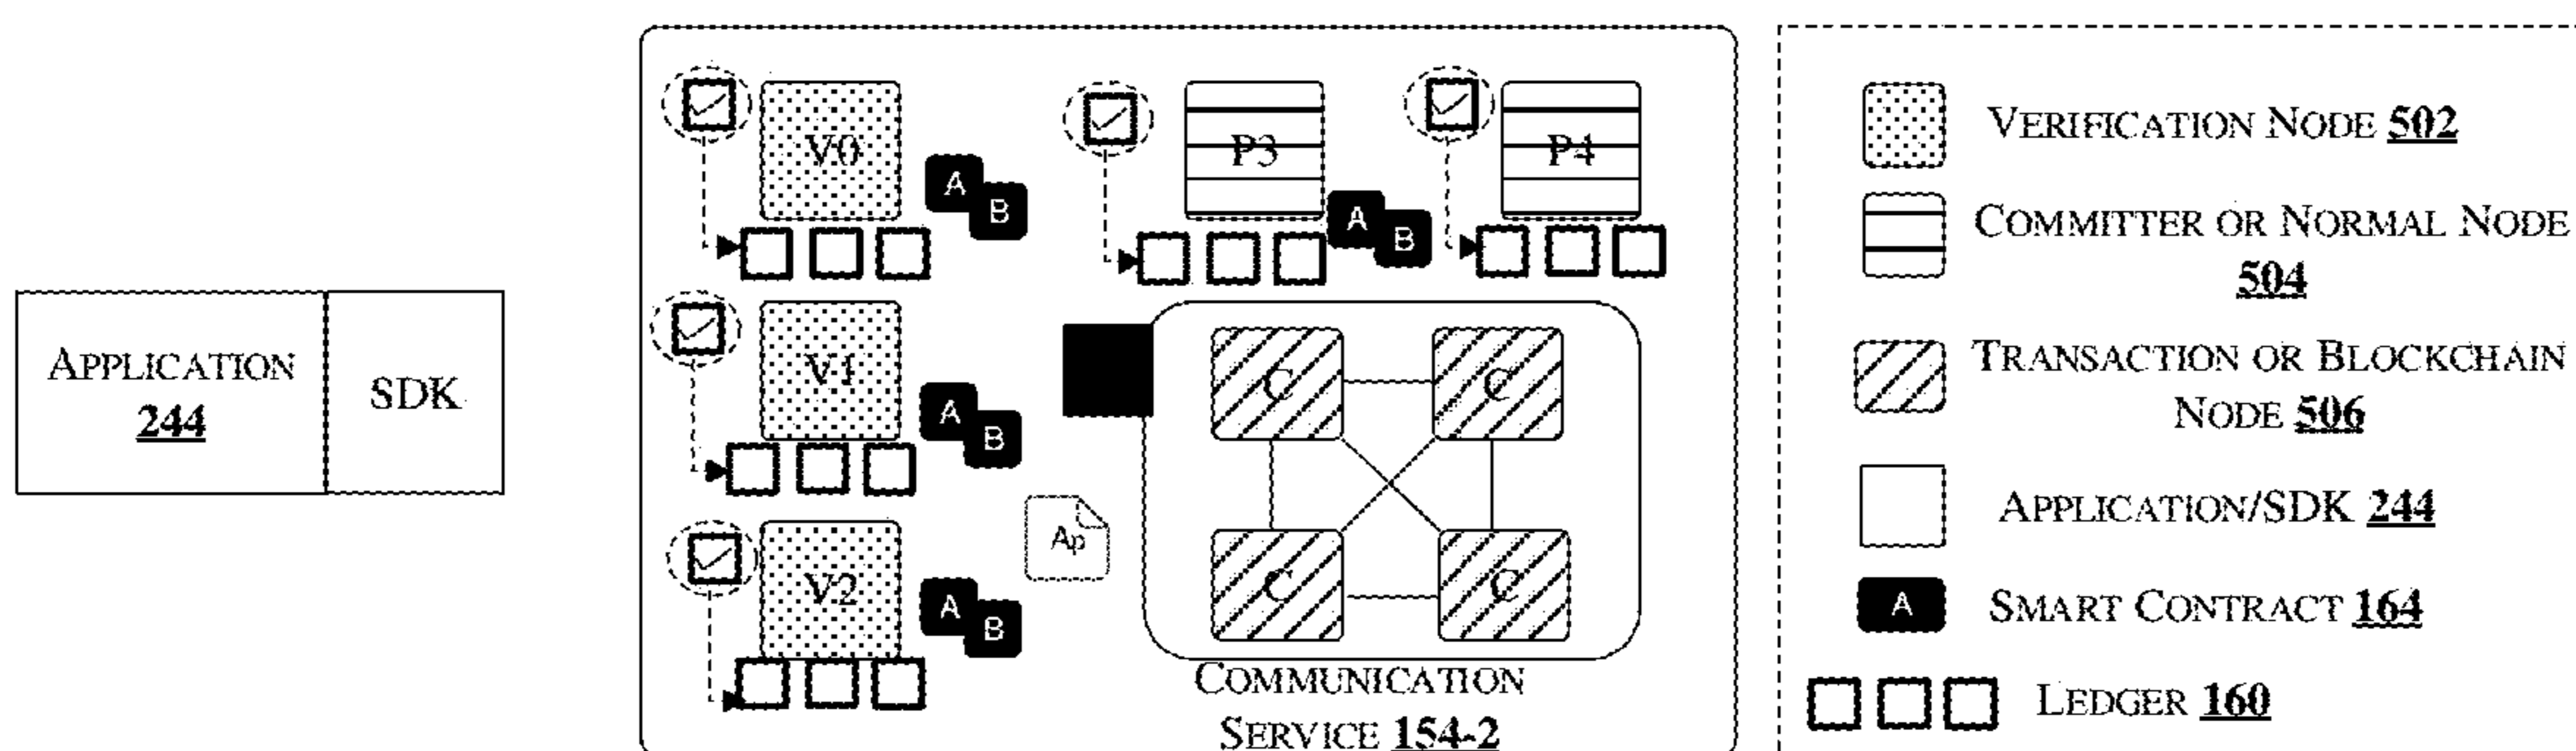 APPLICATION
244
SDK
V0
A
B
P3
A
B
P4
V1
A
B
Ap
V2
A
B
C
C
C
C
COMMUNICATION
SERVICE 154-2
VERIFICATION NODE 502
COMMITTER OR NORMAL NODE
504
TRANSACTION OR BLOCKCHAIN
NODE 506
APPLICATION/SDK 244
A
SMART CONTRACT 164
LEDGER 160